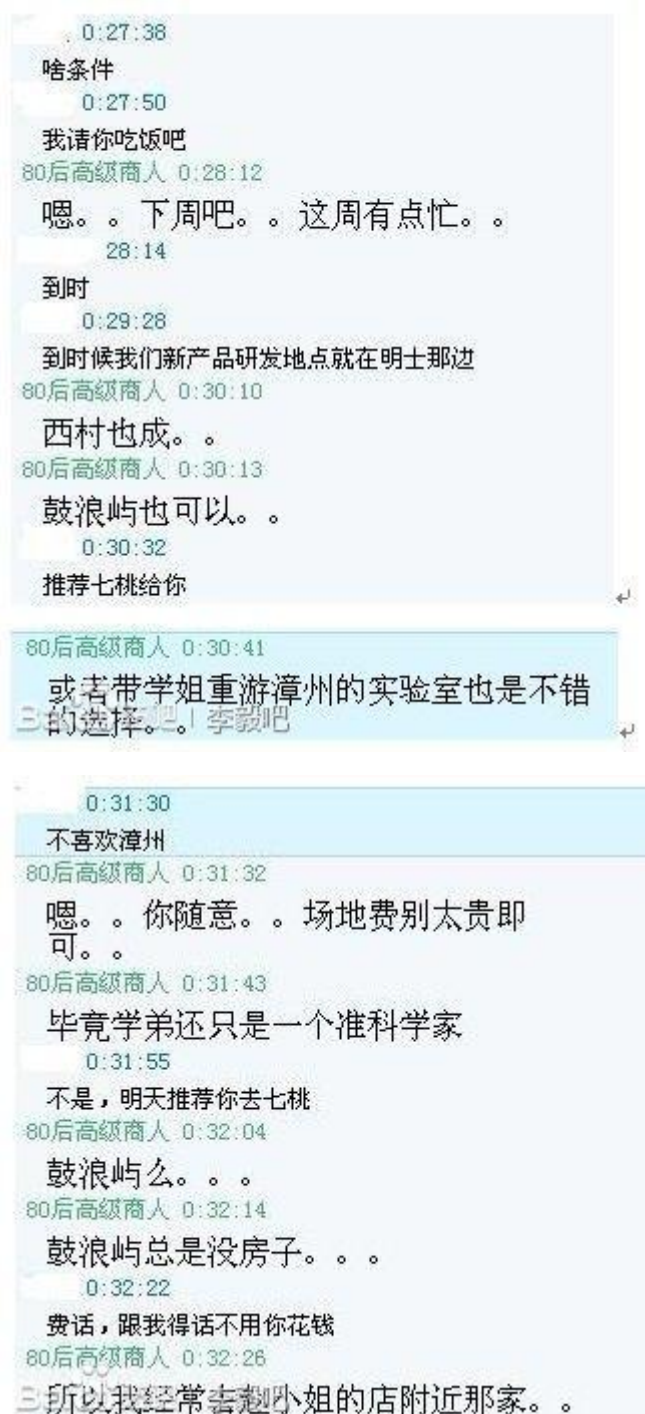 0:27:38
啥条件
0:27:50
我请你吃饭吧
80后高级商人 0:28:12
嗯。。下周吧。。这周有点忙。。
28:14
到时
0:29:28
到时候我们新产品研发地点就在明士那边
80后高级商人 0:30:10
西村也成。。
80后高级商人 0:30:13
鼓浪屿也可以。。
0:30:32
推荐七桃给你
80后高级商人 0:30:41
或者带学姐重游漳州的实验室也是不错
的选择。。
李毅吧
0:31:30
不喜欢漳州
80后高级商人 0:31:32
嗯。。你随意。。场地费别太贵即
可。。
80后高级商人 0:31:43
毕竟学弟还只是一个准科学家
0:31:55
不是，明天推荐你去七桃
80后高级商人 0:32:04
鼓浪屿么。。。
80后高级商人 0:32:14
鼓浪屿总是没房子。。。
0:32:22
费话，跟我得话不用你花钱
80后高级商人 0:32:26
所以我经常去赵小姐的店附近那家。。